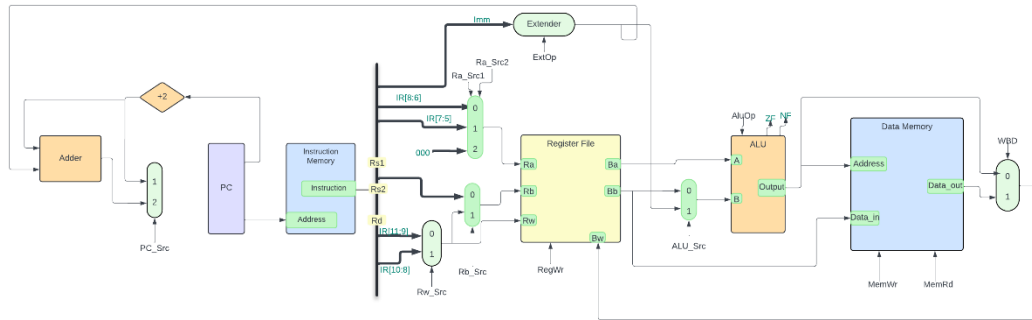 Imm
Extender
ExtOp
Ra_Src2
Ra_Src1
IR[8:6]
IR[7:5]
000
0
1
2
+2
Adder
1
2
PC_Src
PC
Instruction
Memory
Instruction
Address
Rs1
Rs2
Rd
IR[11:9]
IR[10:8]
0
1
Rw_Src
0
1
Rb_Src
Register File
Ra
Rb
Rw
Ba
Bb
Bw
RegWr
0
1
ALU_Src
AluOp
ZF
NF
ALU
A
B
Output
Data Memory
Address
Data_in
Data_out
MemWr
MemRd
WBD
0
1